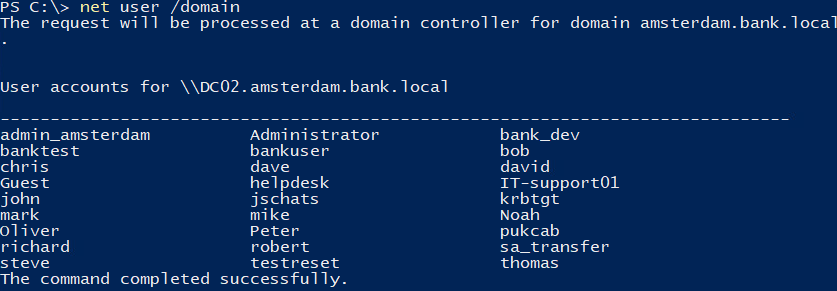 PS C:\> net user /domain
The request will be processed at a domain controller for domain amsterdam.bank.local
.
User accounts for \\DC02.amsterdam.bank.local
-------------------------------------------------------------------------------
admin_amsterdam          Administrator            bank_dev
banktest                 bankuser                 bob
chris                    dave                     david
Guest                    helpdesk                 IT-support01
john                     jschats                  krbtgt
mark                     mike                     Noah
Oliver                   Peter                    pukcab
richard                  robert                   sa_transfer
steve                    testreset                thomas
The command completed successfully.